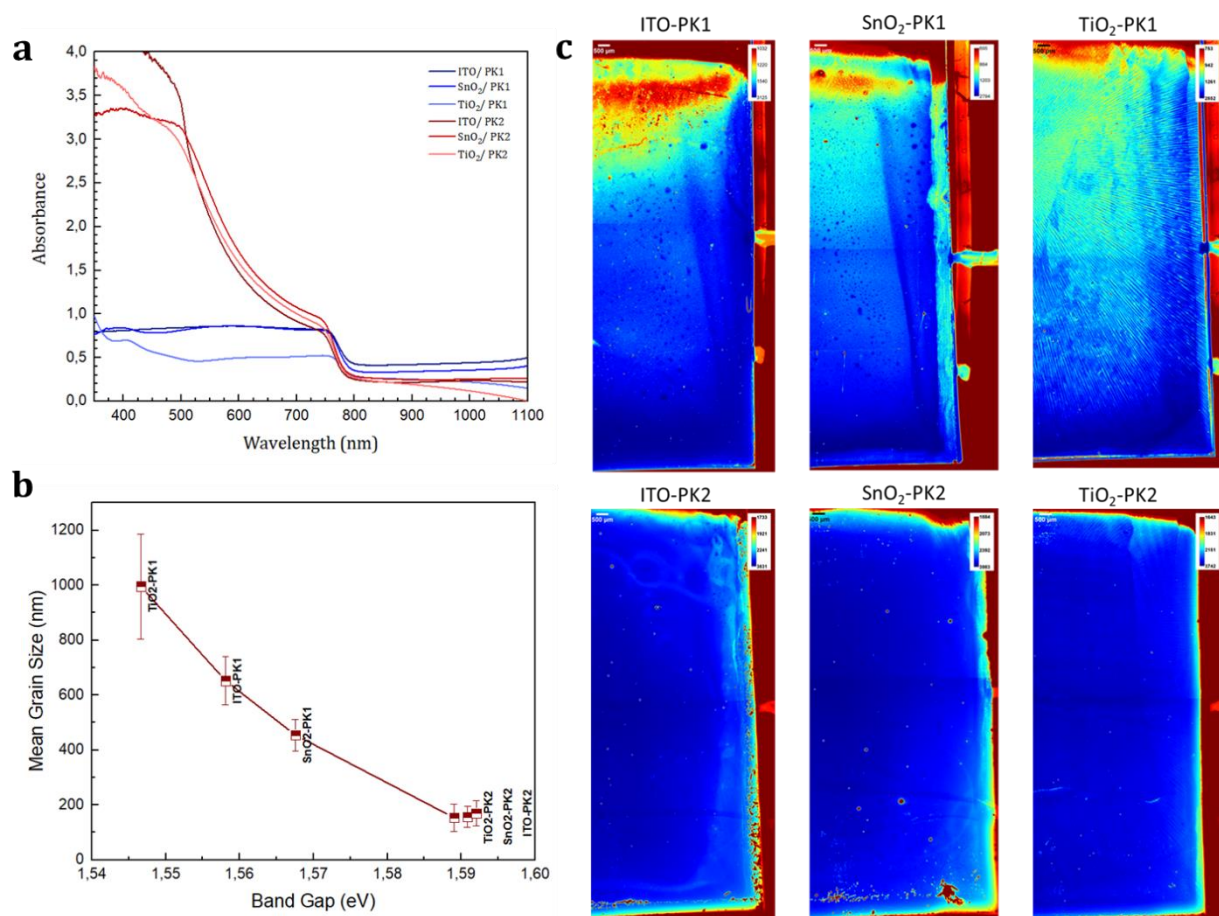 a
4.0
3.5
3.0
2.5
2.0
1.5
1.0
0.5
0,0
400 500 600 700 800 900 1000 1100
Absorbance
Wavelength (nm)
ITO/ PK1
SnO₂/ PK1
TiO₂/ PK1
ITO/ PK2
SnO₂/ PK2
TiO₂/ PK2
b
1200
1000
800
600
400
200
0
1,54 1,55 1,56 1,57 1,58 1,59 1,60
Mean Grain Size (nm)
Band Gap (eV)
TiO2-PK1
ITO-PK1
SnO2-PK1
TiO2-PK2
SnO2-PK2
ITO-PK2
c
ITO-PK1
500 µm
SnO₂-PK1
TiO₂-PK1
ITO-PK2
SnO₂-PK2
TiO₂-PK2